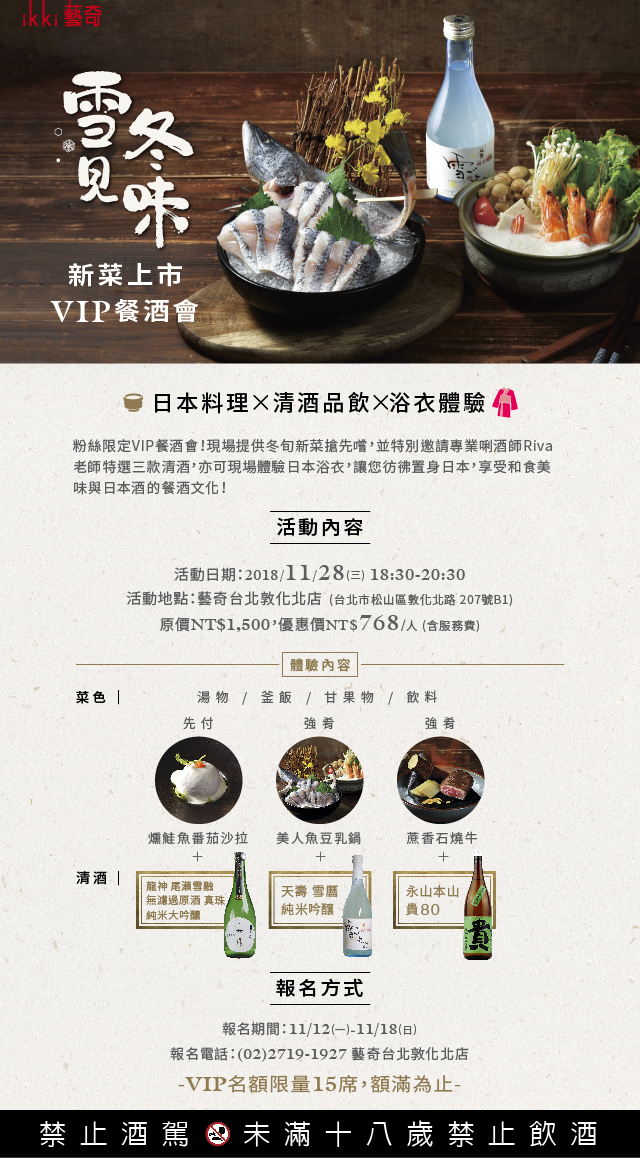 ikki 藝奇
雪見
冬味
新菜上市
VIP餐酒會
日本料理×清酒品飲×浴衣體驗
粉絲限定VIP餐酒會!現場提供冬旬新菜搶先嚐,並特別邀請專業唎酒師Riva
老師特選三款清酒,亦可現場體驗日本浴衣,讓您彷彿置身日本,享受和食美
味與日本酒的餐酒文化!
活動內容
活動日期:2018/11/28(三) 18:30-20:30
活動地點:藝奇台北敦化北店 (台北市松山區敦化北路 207號B1)
原價NT$1,500,優惠價NT$768/人 (含服務費)
體驗內容
菜色 | 湯物 / 釜飯 / 甘果物 / 飲料
先付 強肴 強肴
燻鮭魚番茄沙拉 美人魚豆乳鍋 蔗香石燒牛
+ + +
清酒 |
龍神 尾瀨雪融
無濾過原酒 真珠
純米大吟釀
天壽 雪曆
純米吟釀
永山本山
貴80
貴
報名方式
報名期間:11/12(一)-11/18(日)
報名電話:(02)2719-1927 藝奇台北敦化北店
-VIP名額限量15席,額滿為止-
禁止酒駕 未滿十八歲禁止飲酒